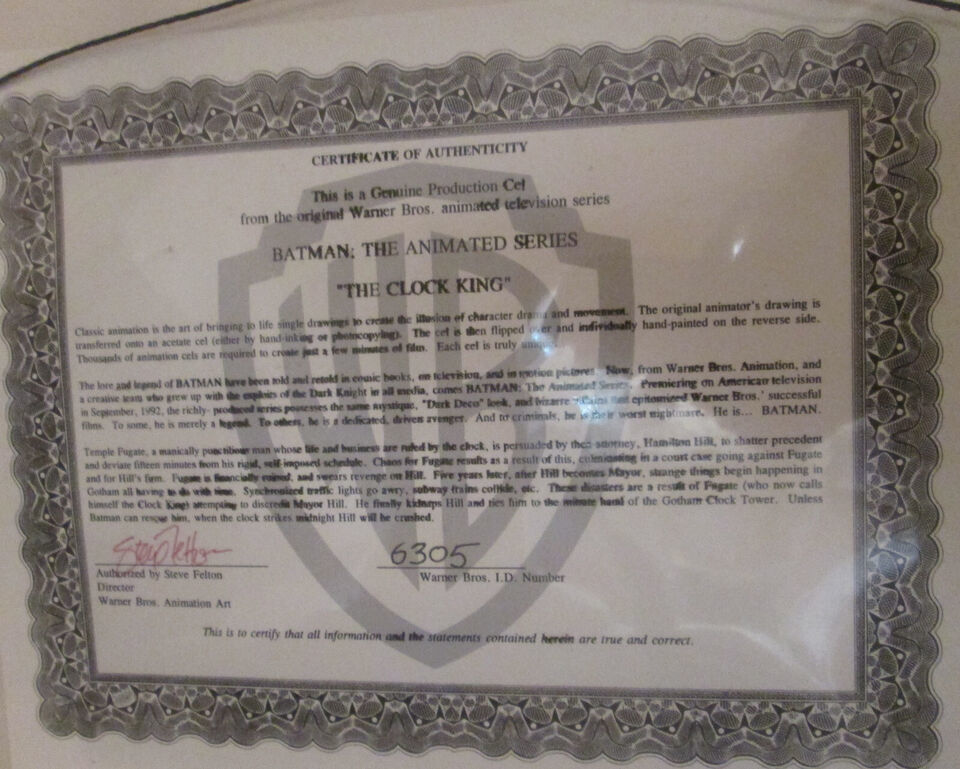 CERTIFICATE OF AUTHENTICITY
This is a Genuine Production Cel
from the original Warner Bros. animated television series
BATMAN: THE ANIMATED SERIES
"THE CLOCK KING"
Classic animation is the art of bringing to life single drawings to create the illusion of character drama and movement. The original animator's drawing is
transferred onto an acetate cel (either by hand-inking or photocopying). The cel is then flipped over and individually hand-painted on the reverse side.
Thousands of animation cels are required to create just a few minutes of film. Each cel is truly unique.
The lore and legend of BATMAN have been told and retold in comic books, on television, and in motion pictures. Now, from Warner Bros. Animation, and
a creative team who grew up with the exploits of the Dark Knight in all media, comes BATMAN: The Animated Series. Premiering on American television
in September, 1992, the richly- produced series possesses the same mystique, "Dark Deco" look, and bizarre villains that epitomized Warner Bros.' successful
films. To some, he is merely a legend. To others, he is a dedicated, driven avenger. And to criminals, he is their worst nightmare. He is... BATMAN.
Temple Fugate, a manically punctilious man whose life and business are ruled by the clock, is persuaded by then attorney, Hamilton Hill, to shatter precedent
and deviate fifteen minutes from his rigid, self-imposed schedule. Chaos for Fugate results as a result of this, culminating in a court case going against Fugate
and for Hill's firm. Fugate is financially ruined, and swears revenge on Hill. Five years later, after Hill becomes Mayor, strange things begin happening in
Gotham all having to do with time. Synchronized traffic lights go awry, subway trains collide, etc. These disasters are a result of Fugate (who now calls
himself the Clock King) attempting to discredit Mayor Hill. He finally kidnaps Hill and ties him to the minute hand of the Gotham Clock Tower. Unless
Batman can rescue him, when the clock strikes midnight Hill will be crushed.
6305
Authorized by Steve Felton
Warner Bros. I.D. Number
Director
Warner Bros. Animation Art
This is to certify that all information and the statements contained herein are true and correct.